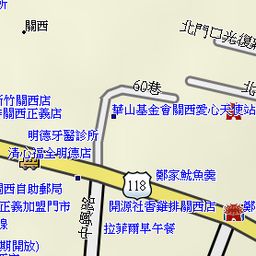 關西
北門口光復
60巷
新竹關西店
華山基金會關西愛心天使站
關西正義店
明德牙醫診所
清心福全明德店
鄭家魷魚羹
118
關西自助郵局
正義加盟門市
中興路
開源社香雞排關西店
鄭
拉菲爾早午餐
線
期開放)